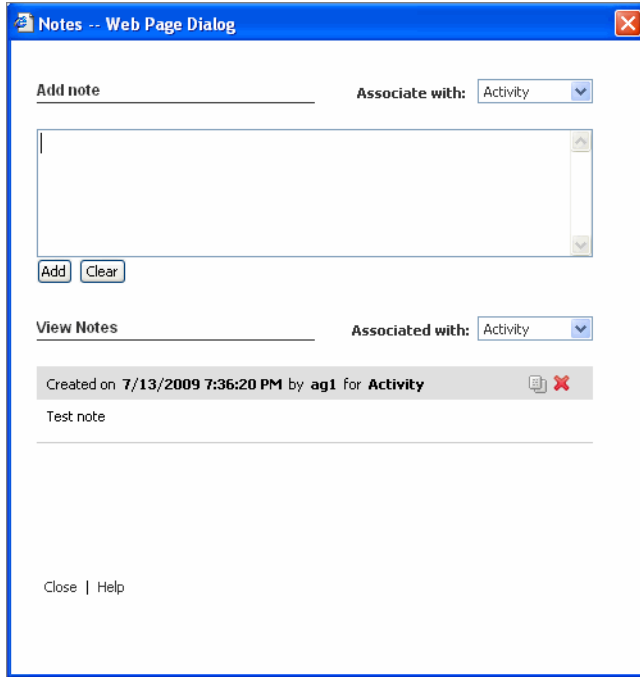 Notes -- Web Page Dialog
Add note Associate with: Activity
Add Clear
View Notes Associated with: Activity
Created on 7/13/2009 7:36:20 PM by ag1 for Activity
Test note
Close | Help